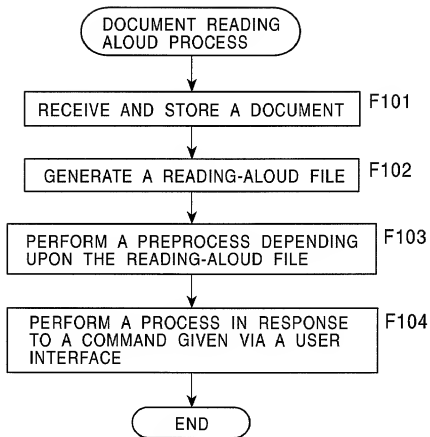 DOCUMENT READING
ALOUD PROCESS
RECEIVE AND STORE A DOCUMENT
F101
GENERATE A READING-ALOUD FILE
F102
PERFORM A PREPROCESS DEPENDING
UPON THE READING-ALOUD FILE
F103
PERFORM A PROCESS IN RESPONSE
TO A COMMAND GIVEN VIA A USER
INTERFACE
F104
END